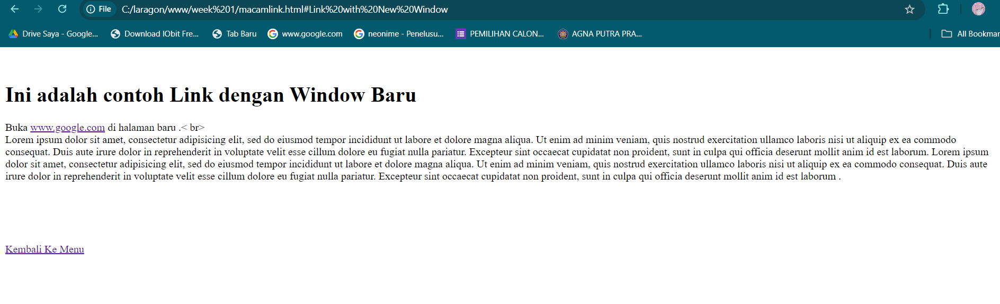 File C:/laragon/www/week%201/macamlink.html#Link%20with%20New%20Window
Drive Saya - Google... Download IObit Fre... Tab Baru www.google.com neonime - Penelusu... PEMILIHAN CALON... AGNA PUTRA PRA... All Bookmar
Ini adalah contoh Link dengan Window Baru
Buka www.google.com di halaman baru .< br>
Lorem ipsum dolor sit amet, consectetur adipisicing elit, sed do eiusmod tempor incididunt ut labore et dolore magna aliqua. Ut enim ad minim veniam, quis nostrud exercitation ullamco laboris nisi ut aliquip ex ea commodo
consequat. Duis aute irure dolor in reprehenderit in voluptate velit esse cillum dolore eu fugiat nulla pariatur. Excepteur sint occaecat cupidatat non proident, sunt in culpa qui officia deserunt mollit anim id est laborum. Lorem ipsum
dolor sit amet, consectetur adipisicing elit, sed do eiusmod tempor incididunt ut labore et dolore magna aliqua. Ut enim ad minim veniam, quis nostrud exercitation ullamco laboris nisi ut aliquip ex ea commodo consequat. Duis aute
irure dolor in reprehenderit in voluptate velit esse cillum dolore eu fugiat nulla pariatur. Excepteur sint occaecat cupidatat non proident, sunt in culpa qui officia deserunt mollit anim id est laborum .
Kembali Ke Menu